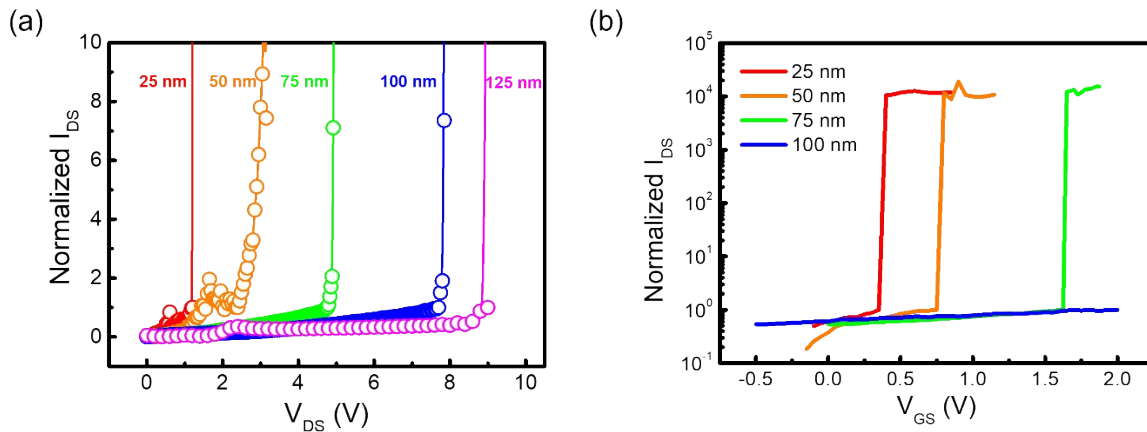 (a)
10
8
6
4
2
0
Normalized I_DS
25 nm
50 nm
75 nm
100 nm
125 nm
0
2
4
6
8
10
V_DS (V)
(b)
10^5
10^4
10^3
10^2
10^1
10^0
10^-1
Normalized I_DS
25 nm
50 nm
75 nm
100 nm
-0.5
0.0
0.5
1.0
1.5
2.0
V_GS (V)